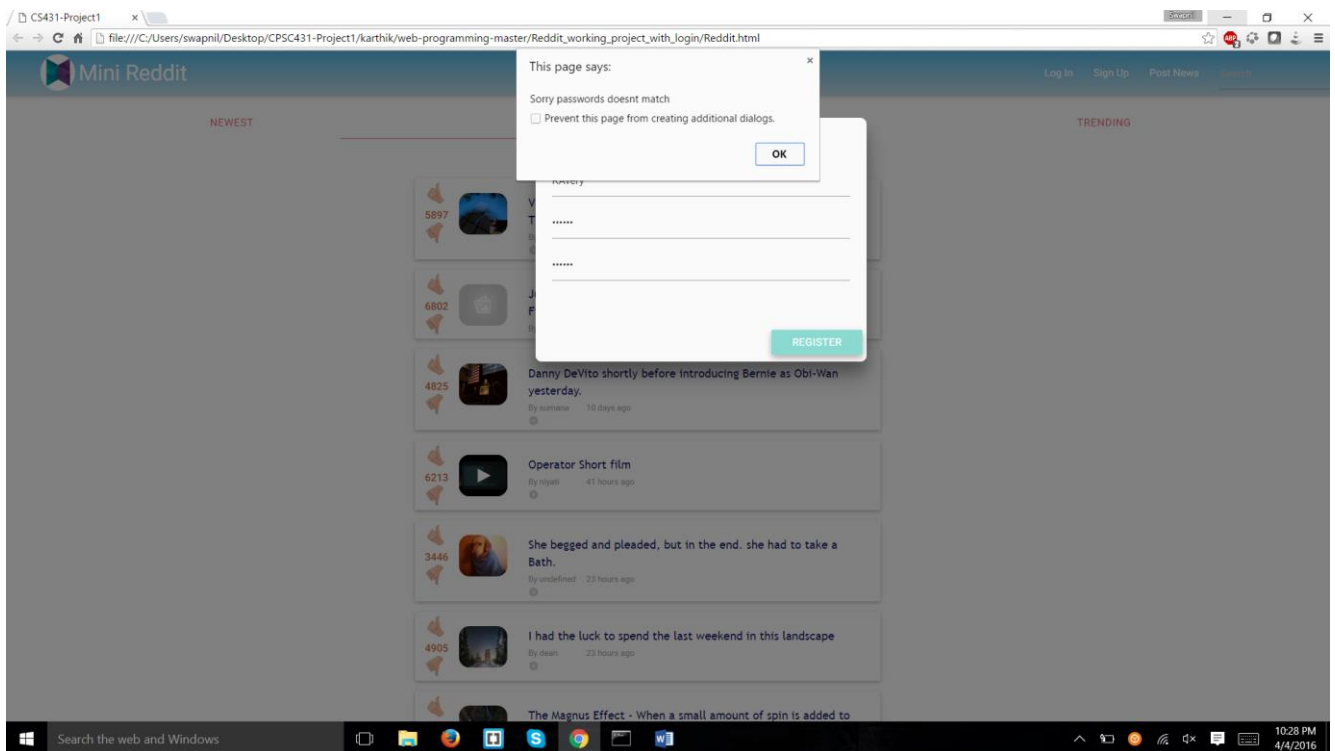 CS431-Project1
Swapnil
file:///C:/Users/swapnil/Desktop/CPSC431-Project1/karthik/web-programming-master/Reddit_working_project_with_login/Reddit.html
ABP
Mini Reddit
Log In Sign Up Post News Search
This page says:
Sorry passwords doesnt match
Prevent this page from creating additional dialogs.
OK
NEWEST
TRENDING
5897
6802
REGISTER
4825
Danny DeVito shortly before introducing Bernie as Obi-Wan
yesterday.
By sumana 10 days ago
6213
Operator Short film
By niyati 41 hours ago
3446
She begged and pleaded, but in the end. she had to take a
Bath.
By undefined 23 hours ago
4905
I had the luck to spend the last weekend in this landscape
By dean 23 hours ago
The Magnus Effect - When a small amount of spin is added to
Search the web and Windows
10:28 PM
4/4/2016